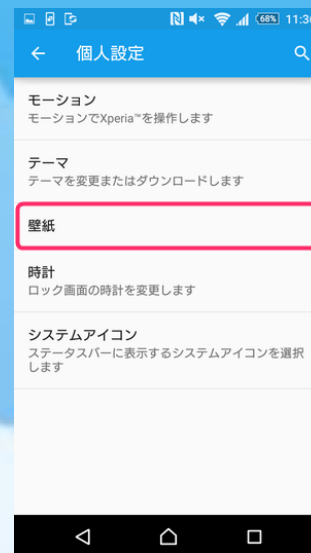 68% 11:36
個人設定
モーション
モーションでXperia™を操作します
テーマ
テーマを変更またはダウンロードします
壁紙
時計
ロック画面の時計を変更します
システムアイコン
ステータスバーに表示するシステムアイコンを選択
します